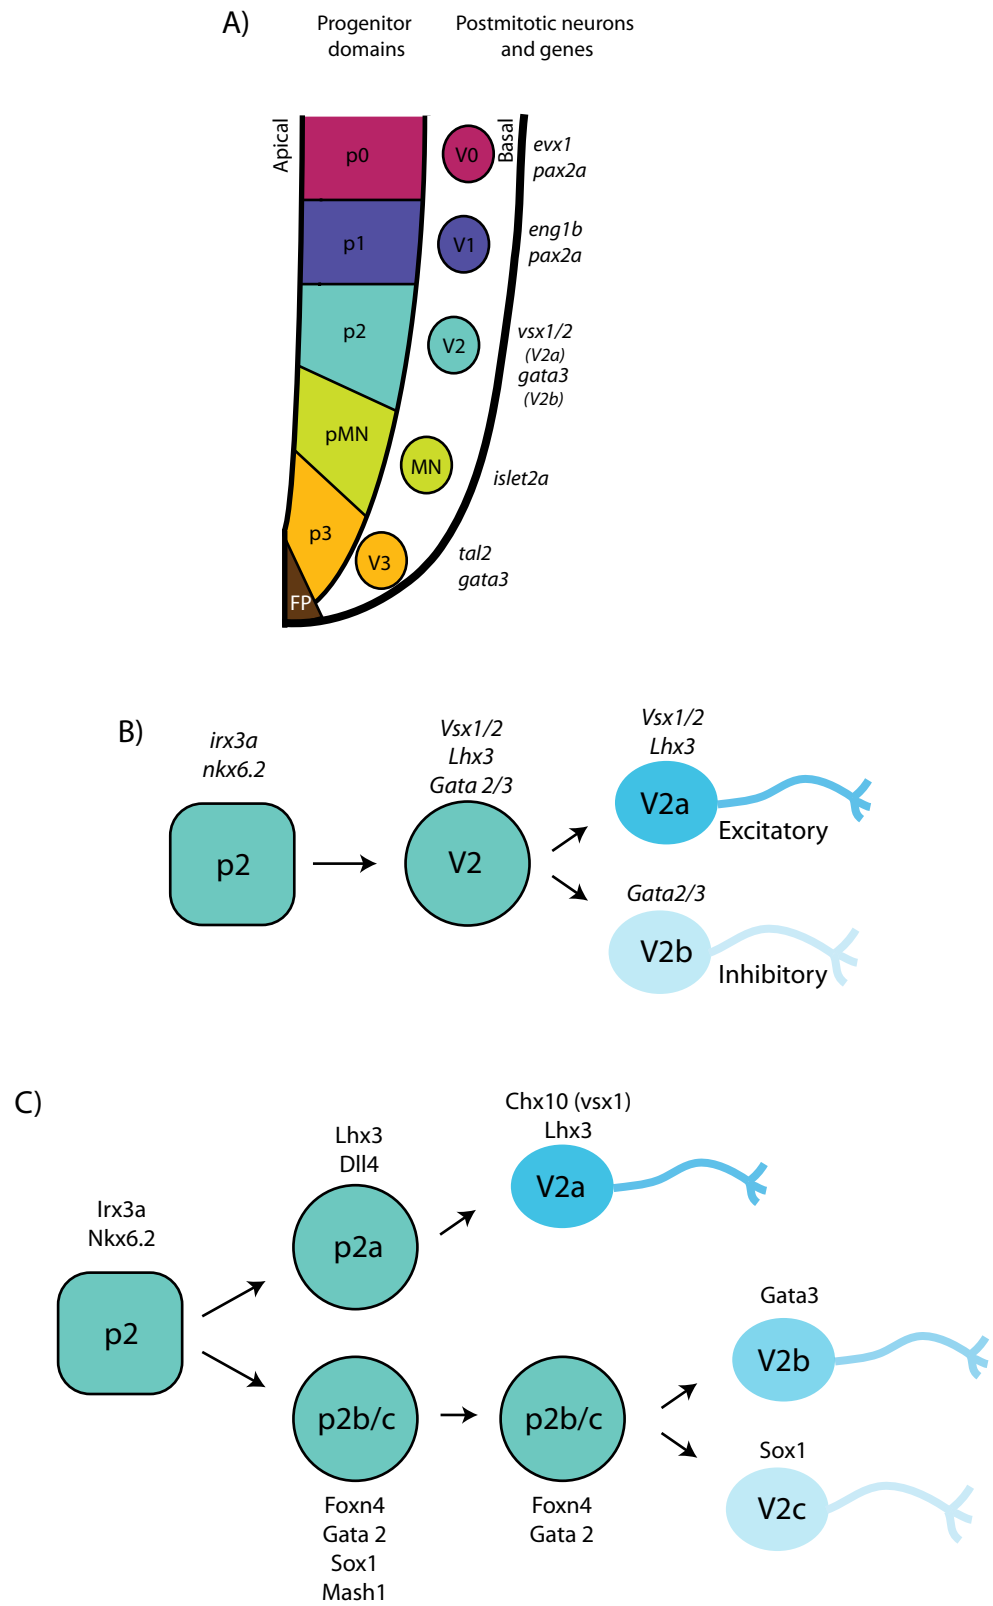 A)
Progenitor
domains
Postmitotic neurons
and genes
Apical
Basal
p0
V0
evx1
pax2a
p1
V1
eng1b
pax2a
p2
V2
vsx1/2
(V2a)
gata3
(V2b)
pMN
MN
islet2a
p3
V3
tal2
gata3
FP
B)
irx3a
nkx6.2
p2
Vsx1/2
Lhx3
Gata 2/3
V2
Vsx1/2
Lhx3
V2a
Excitatory
Gata2/3
V2b
Inhibitory
C)
Irx3a
Nkx6.2
p2
Lhx3
Dll4
p2a
Chx10 (vsx1)
Lhx3
V2a
p2b/c
Foxn4
Gata 2
Sox1
Mash1
p2b/c
Foxn4
Gata 2
Gata3
V2b
Sox1
V2c